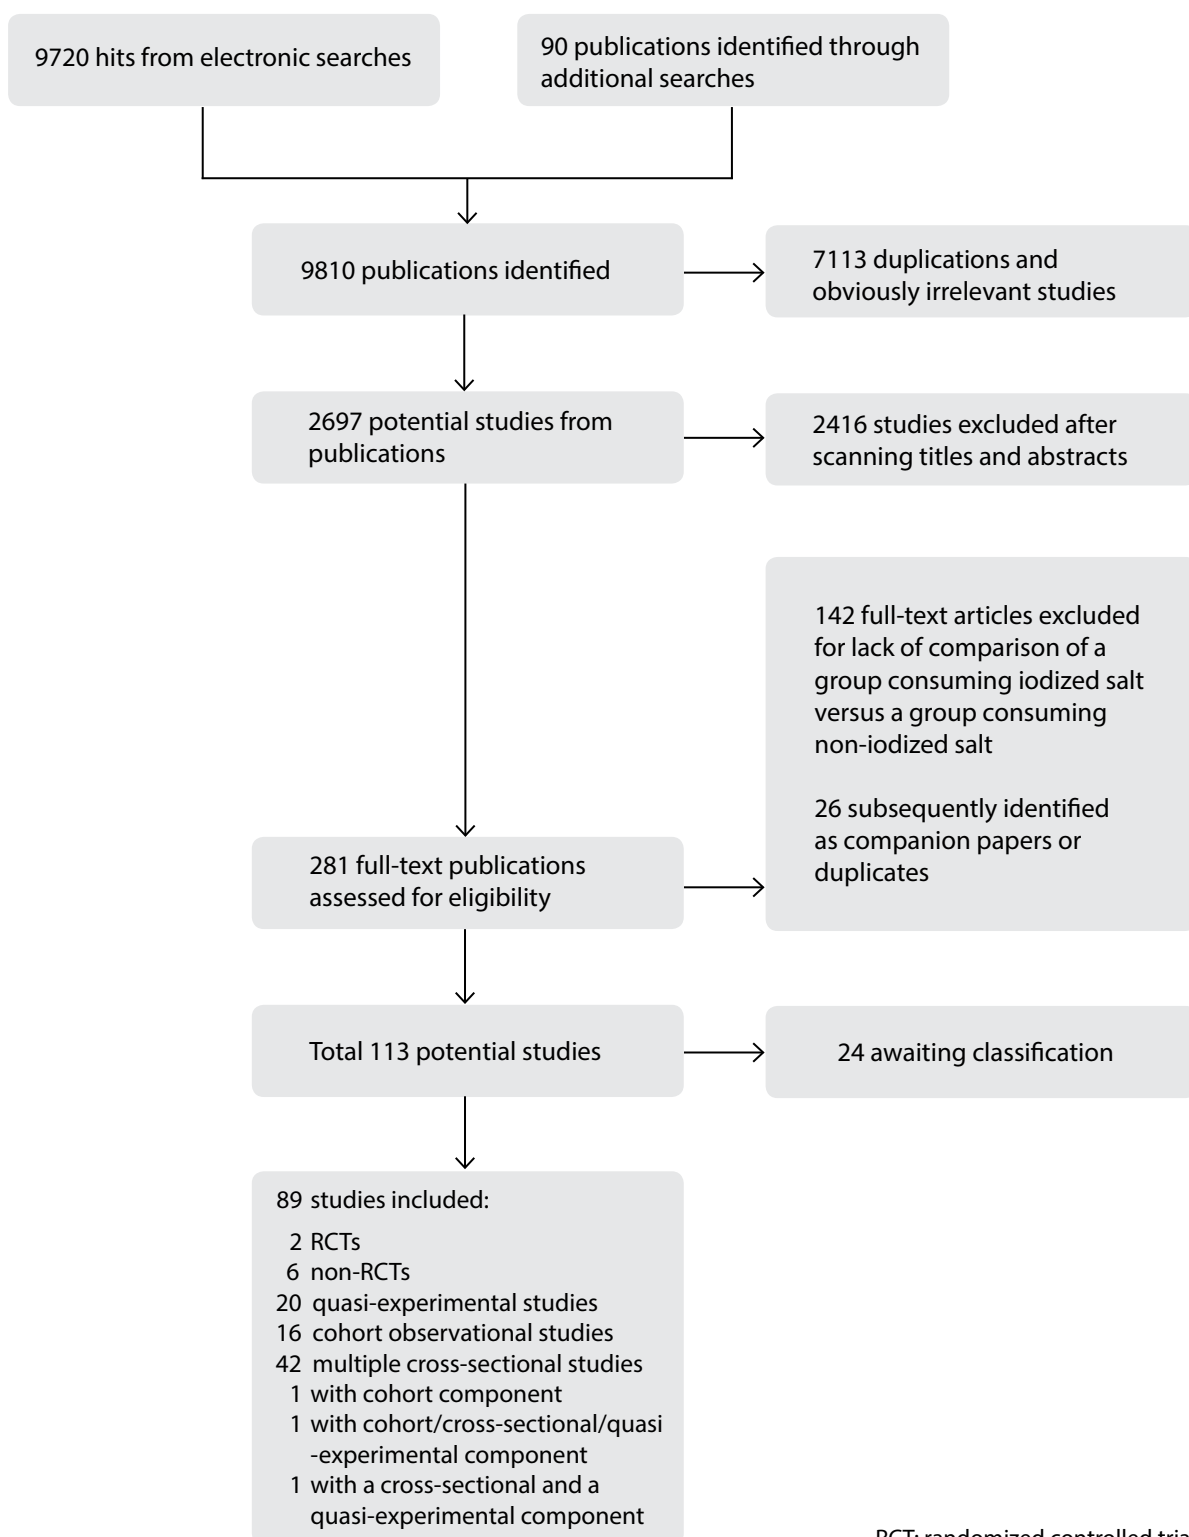 9720 hits from electronic searches
90 publications identified through
additional searches
9810 publications identified
7113 duplications and
obviously irrelevant studies
2697 potential studies from
publications
2416 studies excluded after
scanning titles and abstracts
142 full-text articles excluded
for lack of comparison of a
group consuming iodized salt
versus a group consuming
non-iodized salt
26 subsequently identified
as companion papers or
duplicates
281 full-text publications
assessed for eligibility
Total 113 potential studies
24 awaiting classification
89 studies included:
2 RCTs
6 non-RCTs
20 quasi-experimental studies
16 cohort observational studies
42 multiple cross-sectional studies
1 with cohort component
1 with cohort/cross-sectional/quasi
-experimental component
1 with a cross-sectional and a
quasi-experimental component
RCT: randomized controlled